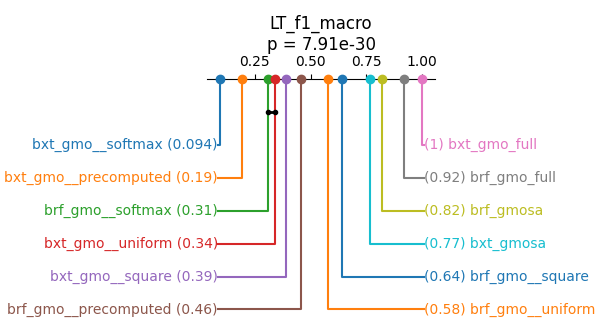 LT_f1_macro
p = 7.91e-30
0.25 0.50 0.75 1.00
bxt_gmo__softmax (0.094) (1) bxt_gmo_full
bxt_gmo__precomputed (0.19) (0.92) brf_gmo_full
brf_gmo__softmax (0.31) (0.82) brf_gmosa
bxt_gmo__uniform (0.34) (0.77) bxt_gmosa
bxt_gmo__square (0.39) (0.64) brf_gmo__square
brf_gmo__precomputed (0.46) (0.58) brf_gmo__uniform